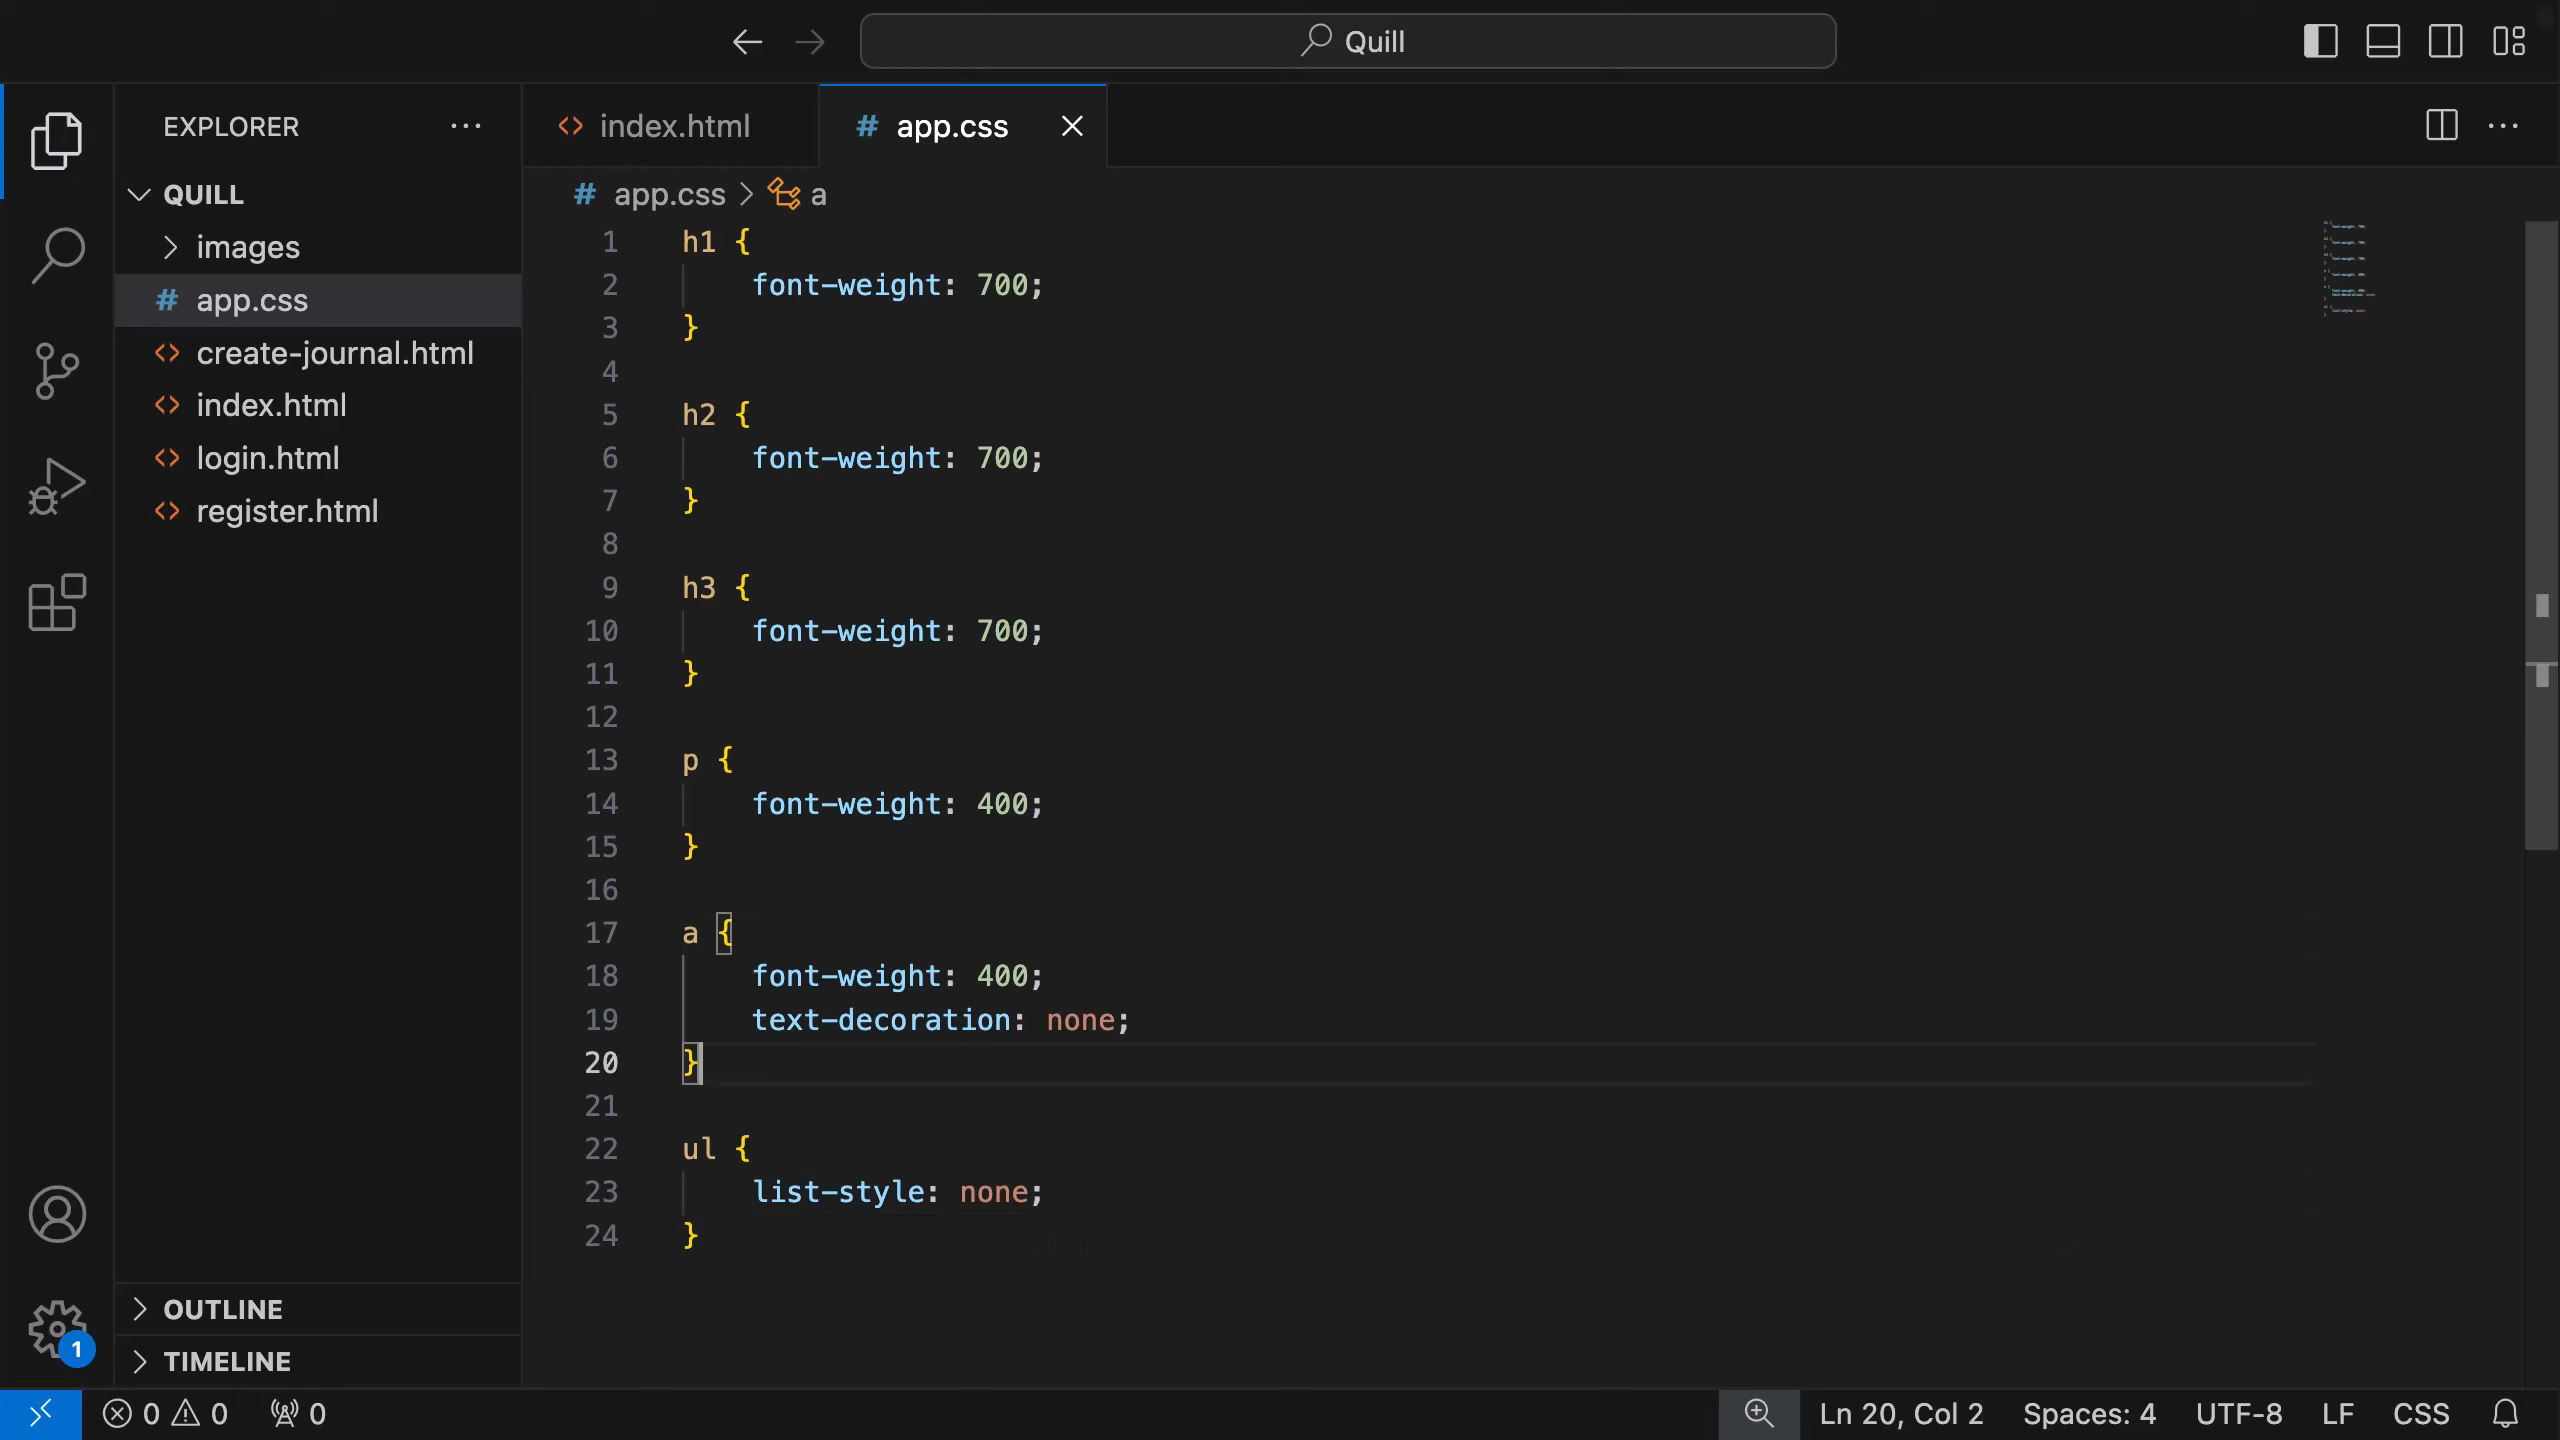 Quill
EXPLORER
QUILL
images
# app.css
<> create-journal.html
<> index.html
<> login.html
<> register.html
OUTLINE
TIMELINE
<> index.html
# app.css
# app.css > a
1 h1 {
2     font-weight: 700;
3 }
4
5 h2 {
6     font-weight: 700;
7 }
8
9 h3 {
10     font-weight: 700;
11 }
12
13 p {
14     font-weight: 400;
15 }
16
17 a {
18     font-weight: 400;
19     text-decoration: none;
20 }
21
22 ul {
23     list-style: none;
24 }
1
0 0 0
Ln 20, Col 2 Spaces: 4 UTF-8 LF CSS